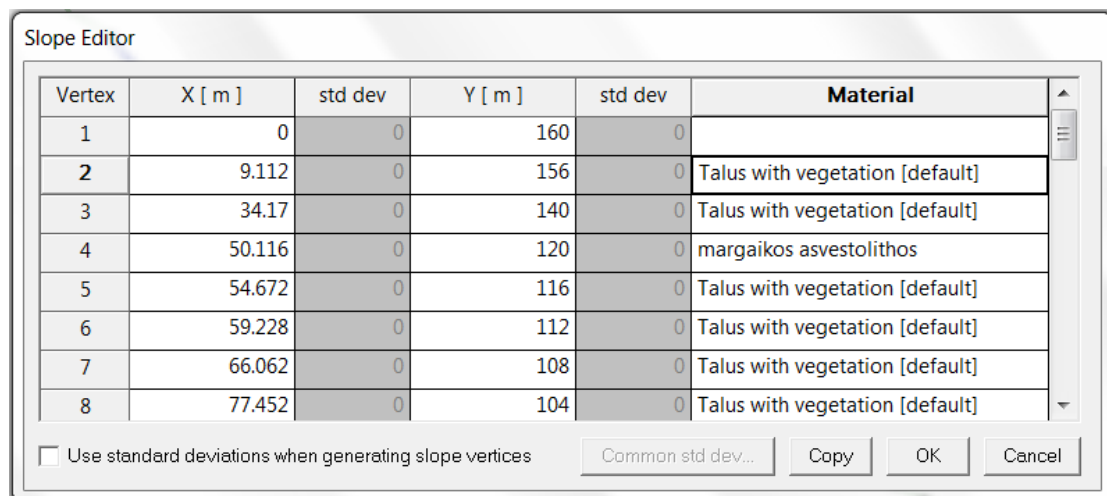 Slope Editor
Vertex X [ m ] std dev Y [ m ] std dev Material
1 0 0 160 0
2 9.112 0 156 0 Talus with vegetation [default]
3 34.17 0 140 0 Talus with vegetation [default]
4 50.116 0 120 0 margaikos asvestolithos
5 54.672 0 116 0 Talus with vegetation [default]
6 59.228 0 112 0 Talus with vegetation [default]
7 66.062 0 108 0 Talus with vegetation [default]
8 77.452 0 104 0 Talus with vegetation [default]
Use standard deviations when generating slope vertices Common std dev... Copy OK Cancel